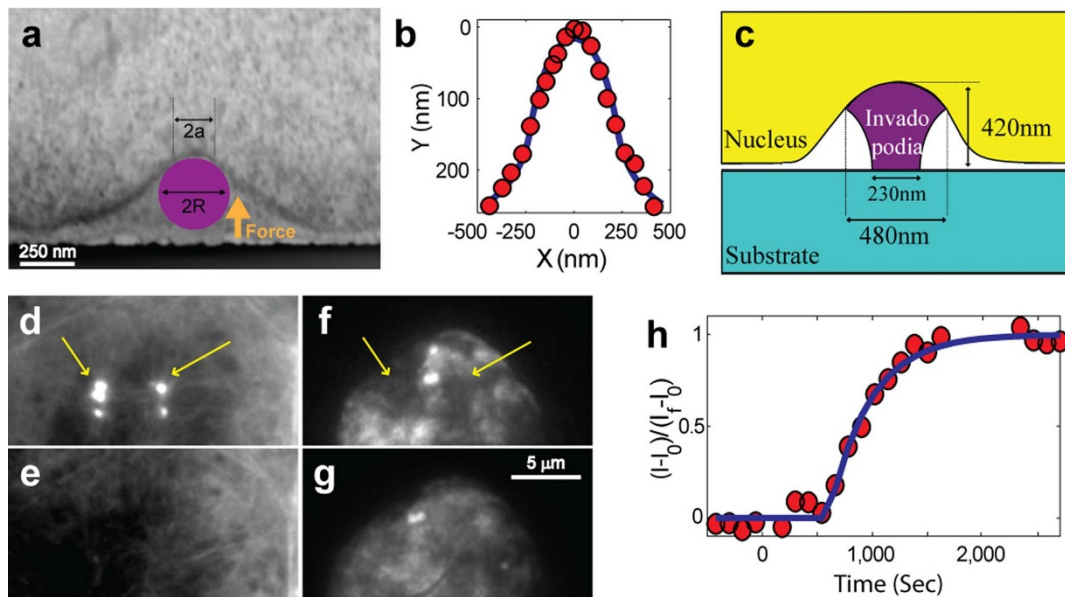 a
2a
2R
Force
250 nm
b
Y (nm)
0
100
200
-500 -250 0 250 500
X (nm)
c
Nucleus
Invado
podia
420nm
230nm
480nm
Substrate
d
e
f
g
5 μm
h
(I-I0)/(If-I0)
1
0.5
0
0 1,000 2,000
Time (Sec)